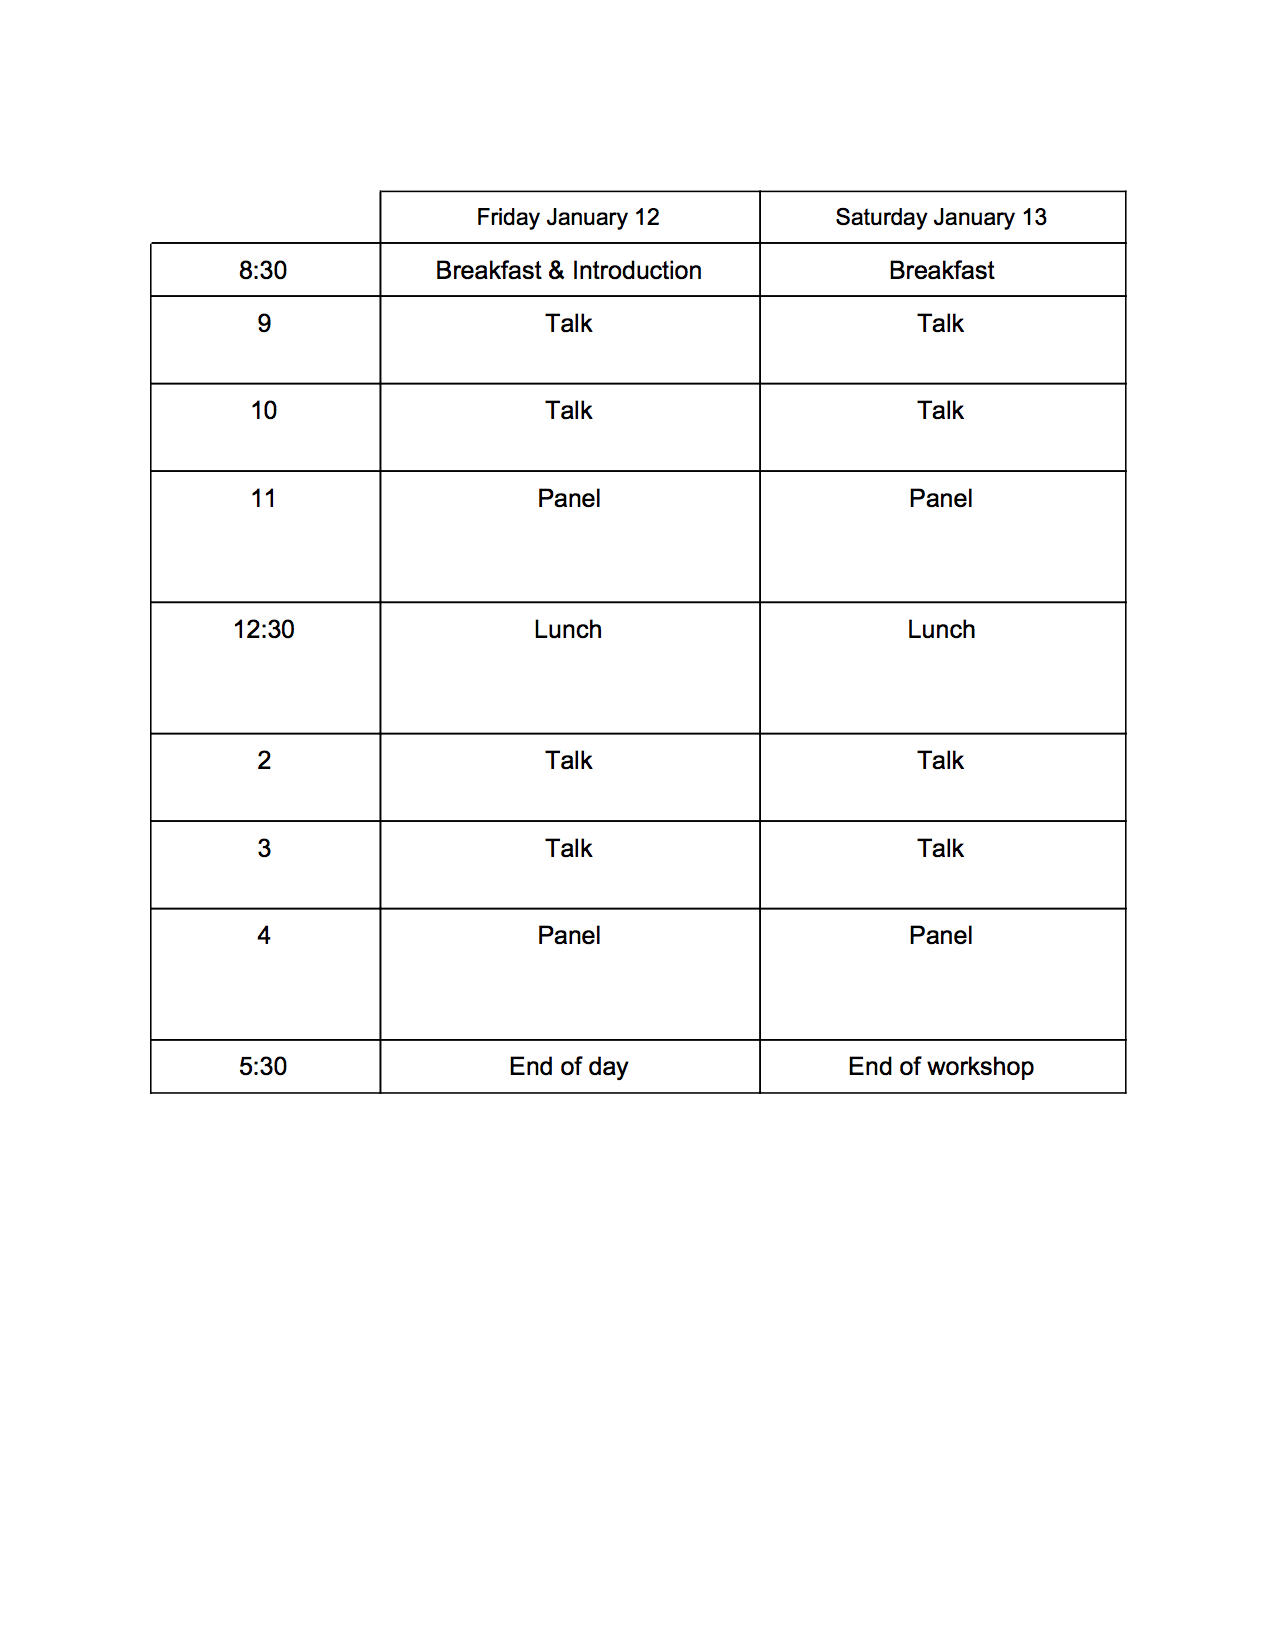 Friday January 12 Saturday January 13
8:30 Breakfast & Introduction Breakfast
9 Talk Talk
10 Talk Talk
11 Panel Panel
12:30 Lunch Lunch
2 Talk Talk
3 Talk Talk
4 Panel Panel
5:30 End of day End of workshop